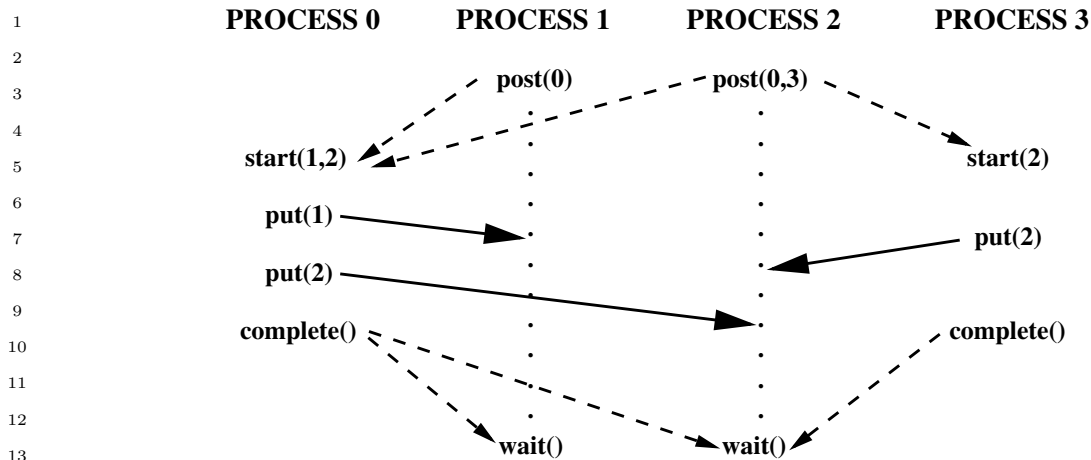 1 PROCESS 0 PROCESS 1 PROCESS 2 PROCESS 3
2
3 post(0) post(0,3)
4
5 start(1,2) start(2)
6 put(1)
7 put(2)
8 put(2)
9
10 complete() complete()
11
12
13 wait() wait()